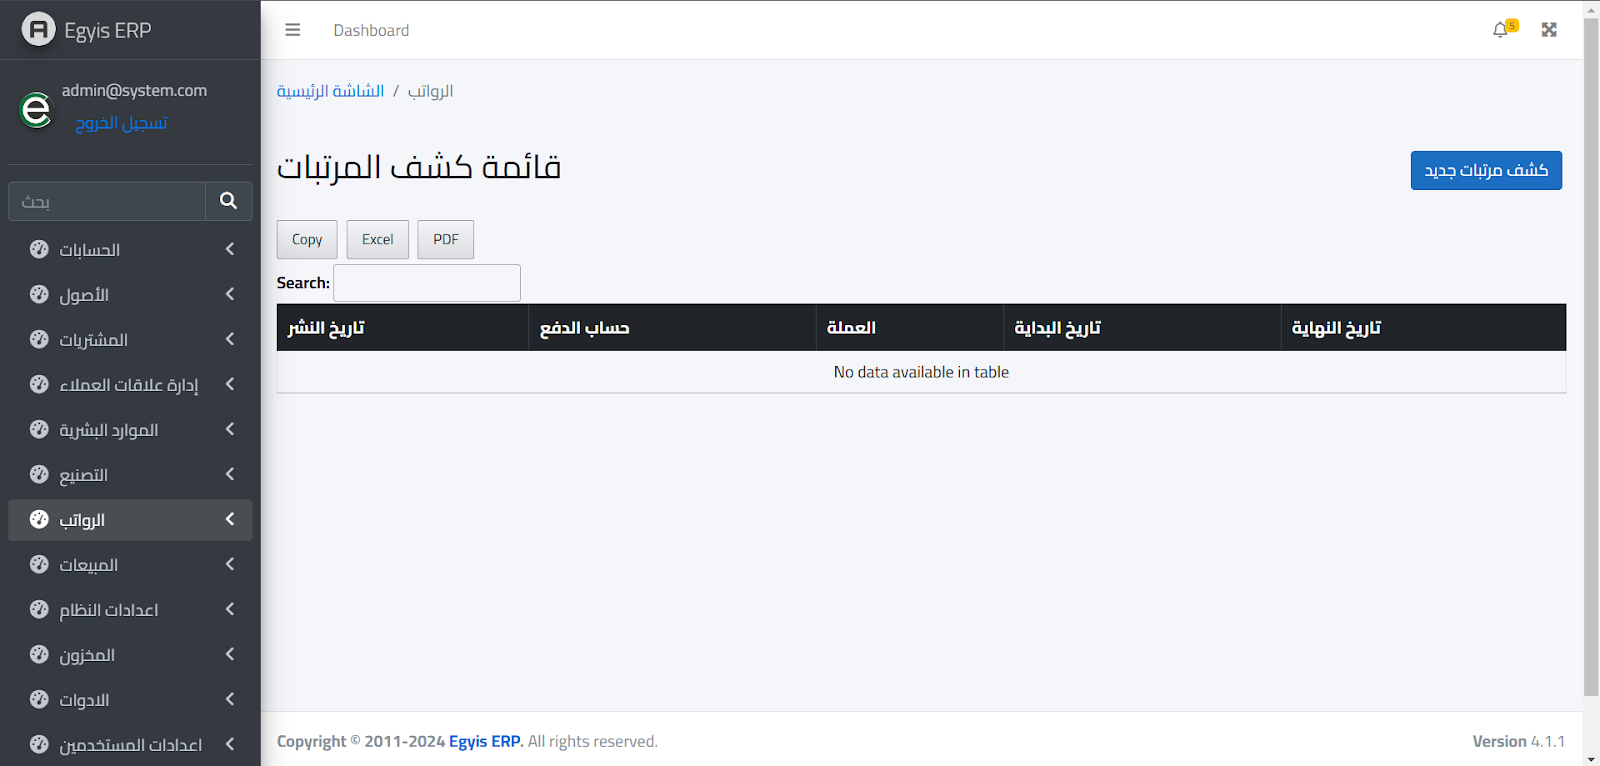 Egyis ERP
admin@system.com
تسجيل الخروج
بحث
الحسابات
الأصول
المشتريات
إدارة علاقات العملاء
الموارد البشرية
التصنيع
الرواتب
المبيعات
اعدادات النظام
المخزون
الادوات
اعدادات المستخدمين
Dashboard
5
الشاشة الرئيسية / الرواتب
قائمة كشف المرتبات
كشف مرتبات جديد
Copy Excel PDF
Search:
تاريخ النشر حساب الدفع العملة تاريخ البداية تاريخ النهاية
No data available in table
Copyright © 2011-2024 Egyis ERP. All rights reserved.
Version 4.1.1